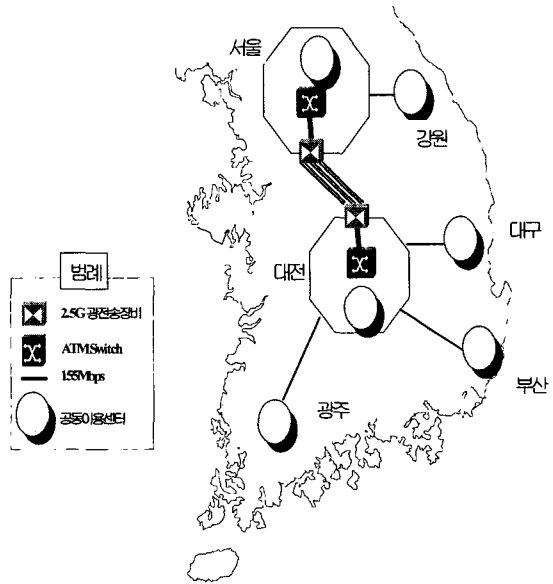 서울
강원
대구
대전
부산
광주
범례
2.5G 광전송장비
ATM Switch
155Mbps
공동이용센터